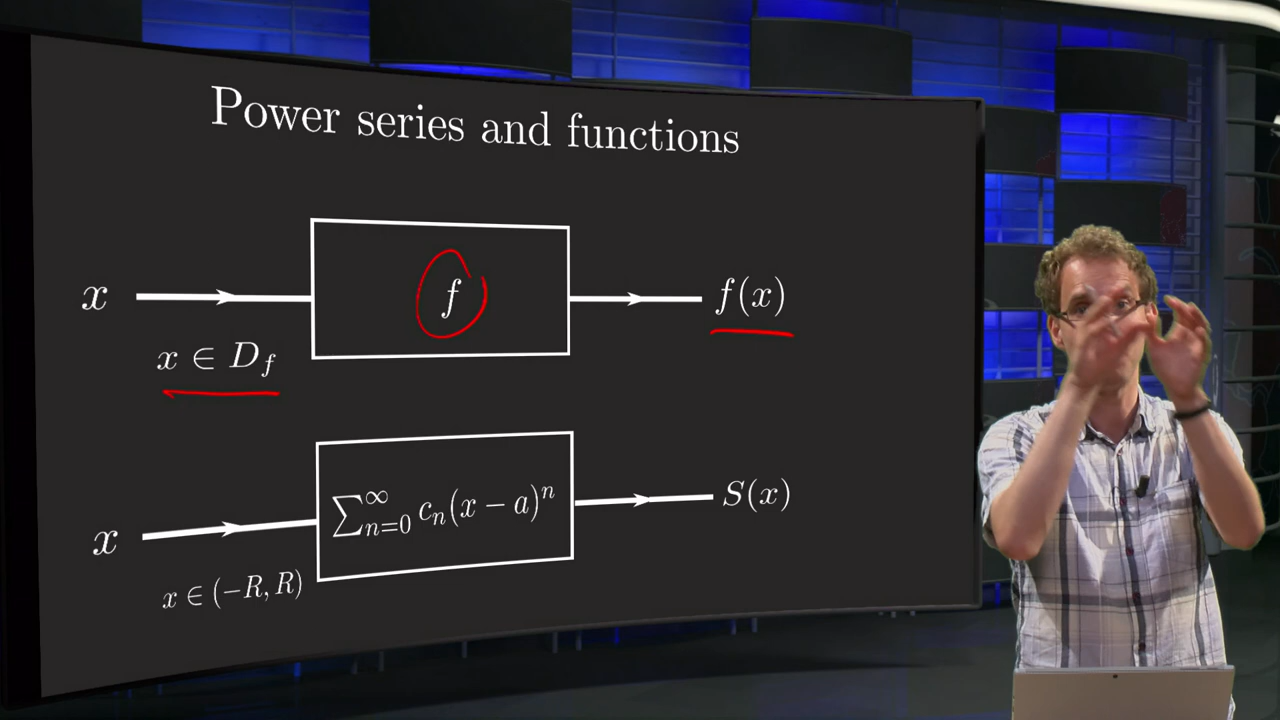 Power series and functions
x
f
f(x)
x ∈ D_f
x
∑_{n=0}^{∞} c_n(x − a)^n
S(x)
x ∈ (−R, R)